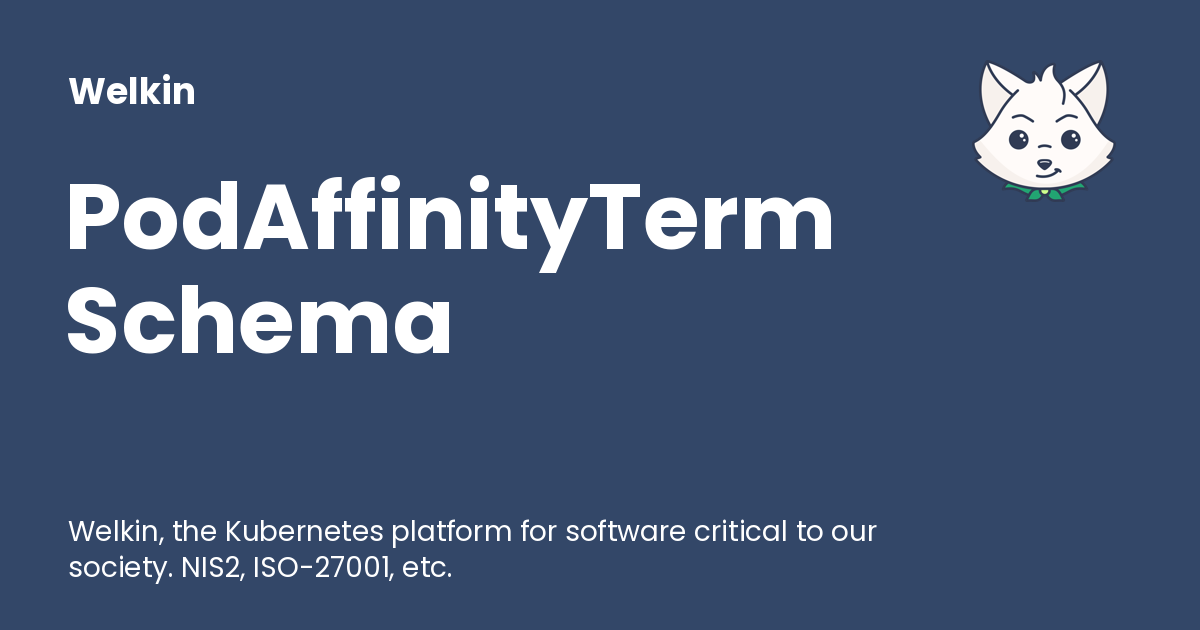 Welkin
PodAffinityTerm
Schema
Welkin, the Kubernetes platform for software critical to our
society. NIS2, ISO-27001, etc.